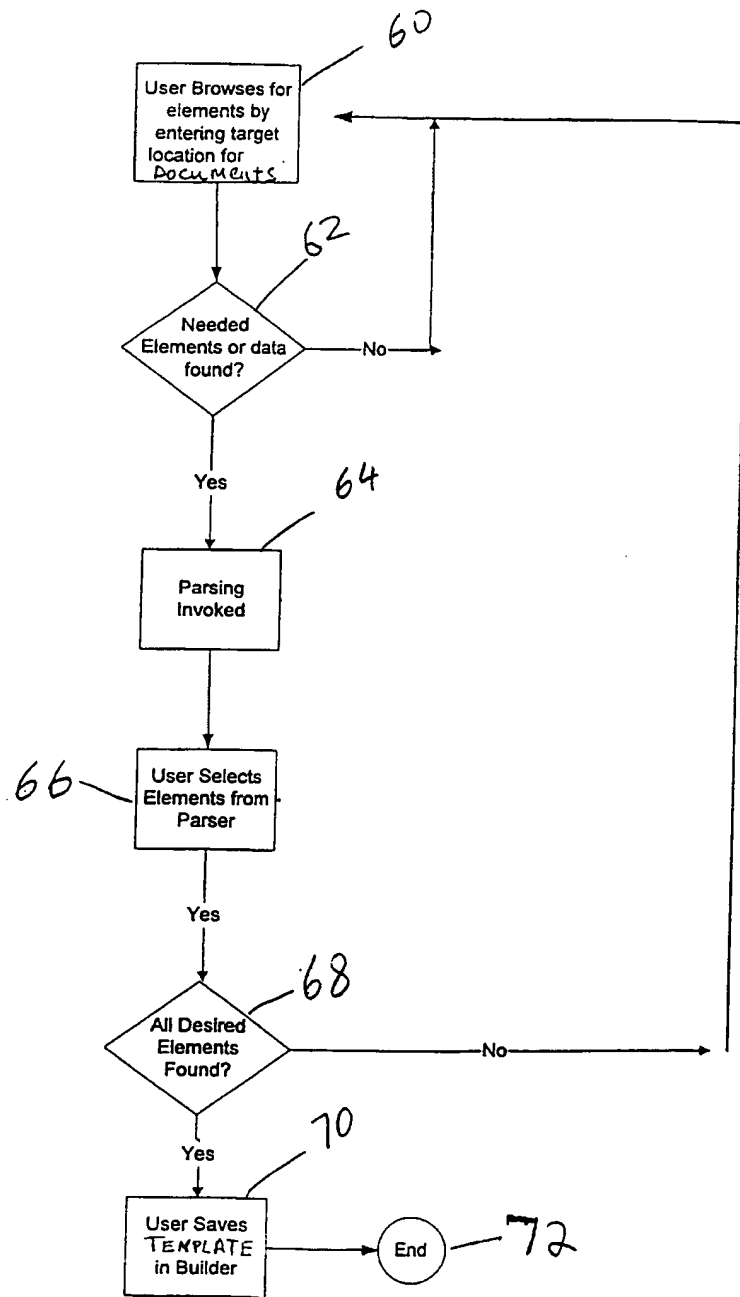 60
User Browses for
elements by
entering target
location for
DOCUMENTS
62
Needed
Elements or data
found?
No
Yes
64
Parsing
Invoked
66
User Selects
Elements from
Parser
Yes
68
All Desired
Elements
Found?
No
Yes
70
User Saves
TEMPLATE
in Builder
End
72